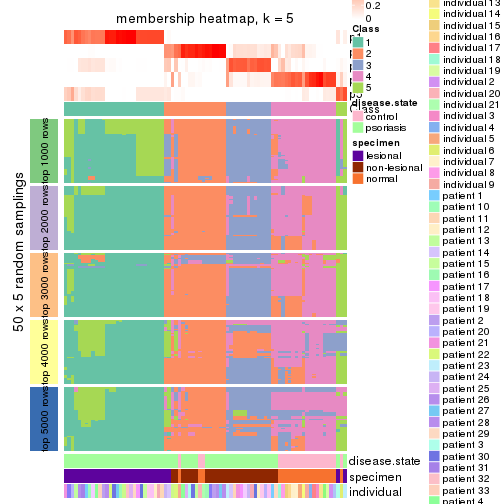 membership heatmap, k = 5
0.2
0
Class
1
2
3
4
5
Class
disease.state
control
psoriasis
specimen
lesional
non-lesional
normal
50 x 5 random samplings
top 1000 rows
top 2000 rows
top 3000 rows
top 4000 rows
top 5000 rows
disease.state
specimen
individual
individual 13
individual 14
individual 15
individual 16
individual 17
individual 18
individual 19
individual 2
individual 20
individual 21
individual 3
individual 4
individual 5
individual 6
individual 7
individual 8
individual 9
patient 1
patient 10
patient 11
patient 12
patient 13
patient 14
patient 15
patient 16
patient 17
patient 18
patient 19
patient 2
patient 20
patient 21
patient 22
patient 23
patient 24
patient 25
patient 26
patient 27
patient 28
patient 29
patient 3
patient 30
patient 31
patient 32
patient 33
patient 4